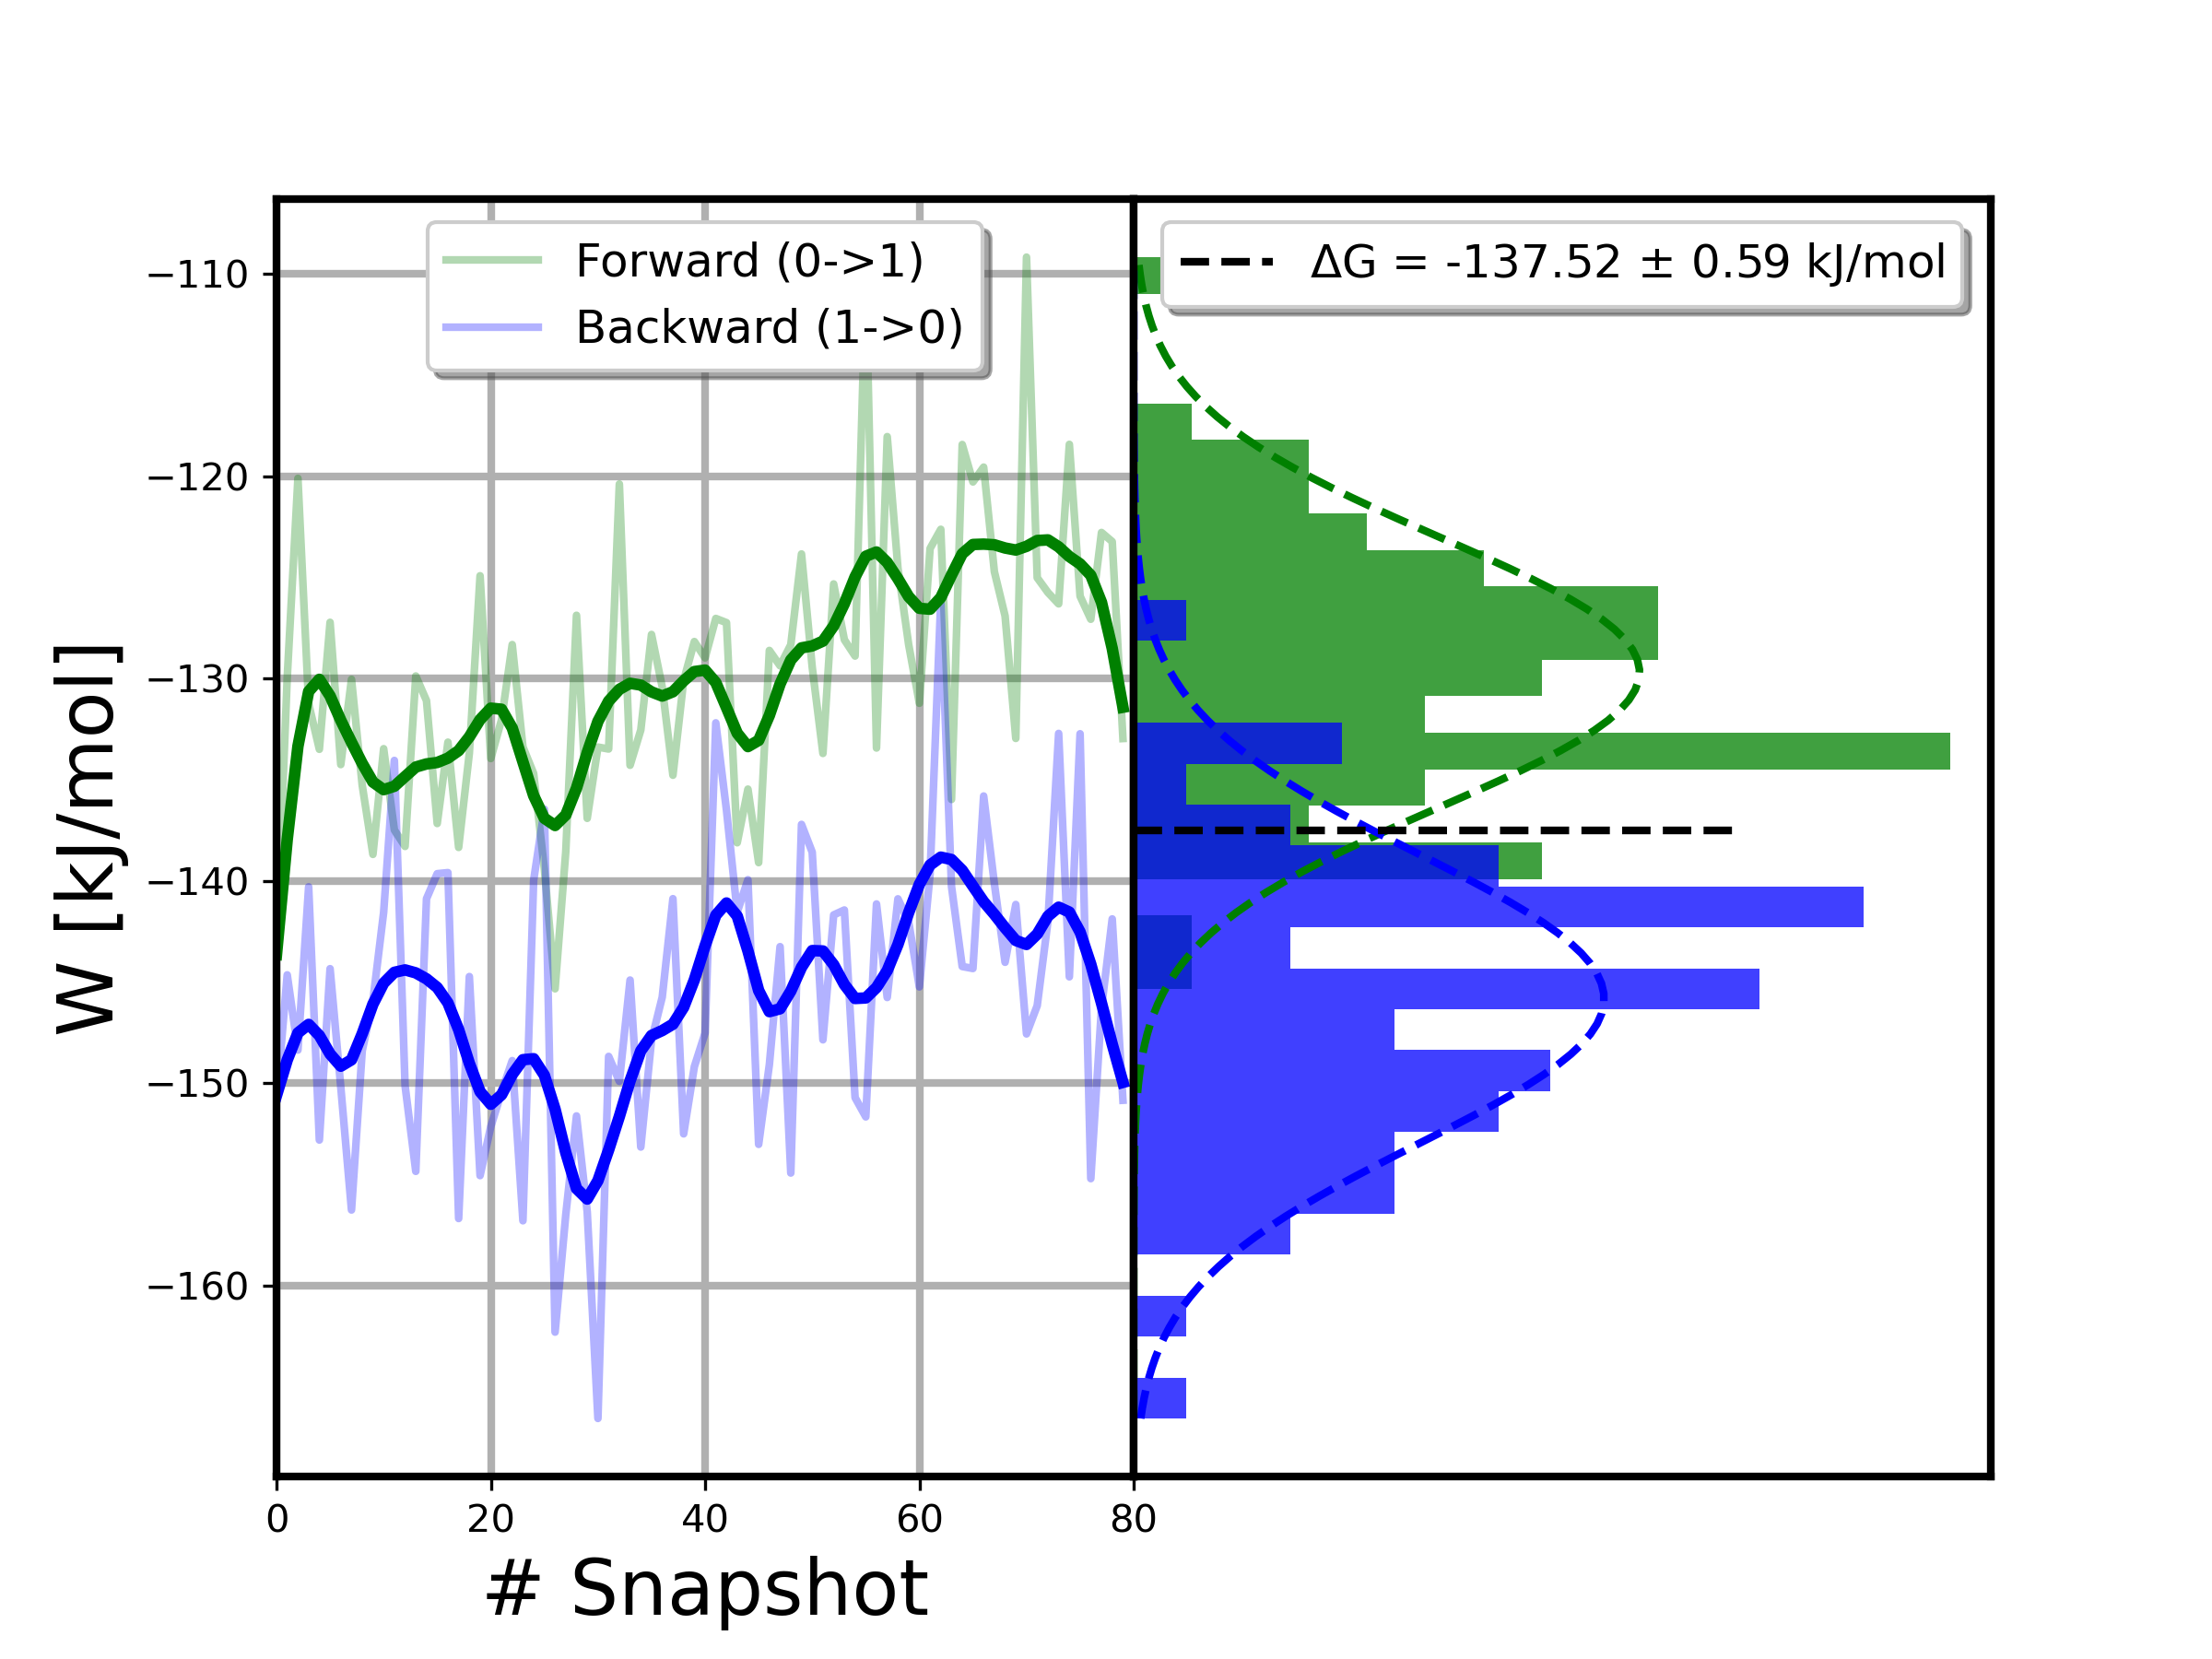 Forward (0->1)
Backward (1->0)
ΔG = -137.52 ± 0.59 kJ/mol
W [kJ/mol]
−110
−120
−130
−140
−150
−160
0 20 40 60 80
# Snapshot